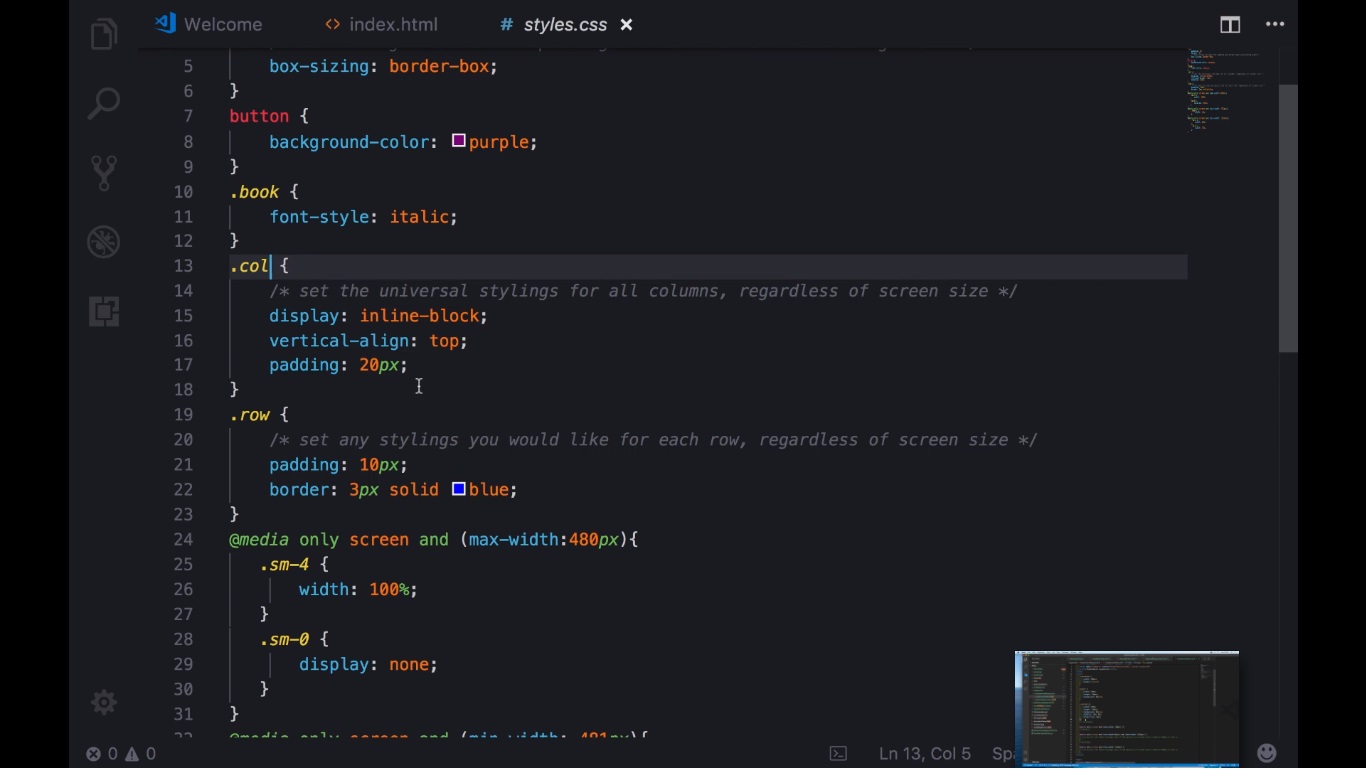 Welcome
<> index.html
# styles.css ×
5 box-sizing: border-box;
6 }
7 button {
8 background-color: purple;
9 }
10 .book {
11 font-style: italic;
12 }
13 .col {
14 /* set the universal stylings for all columns, regardless of screen size */
15 display: inline-block;
16 vertical-align: top;
17 padding: 20px;
18 }
19 .row {
20 /* set any stylings you would like for each row, regardless of screen size */
21 padding: 10px;
22 border: 3px solid blue;
23 }
24 @media only screen and (max-width:480px){
25 .sm-4 {
26 width: 100%;
27 }
28 .sm-0 {
29 display: none;
30 }
31 }
0 0
Ln 13, Col 5